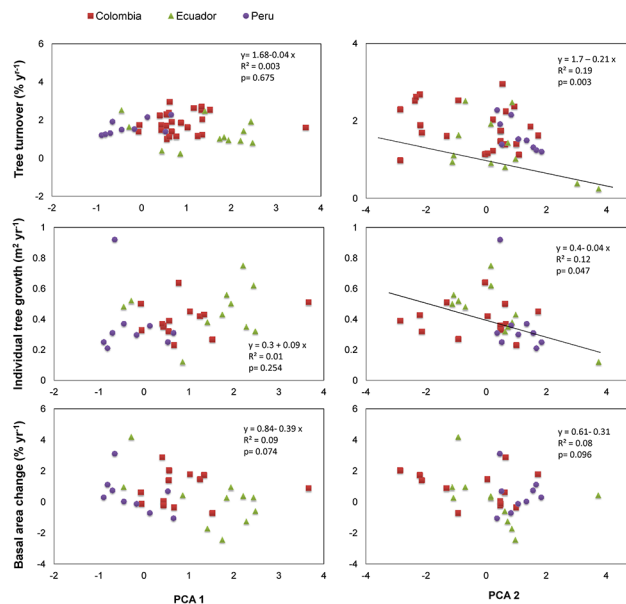 Colombia Ecuador Peru
Tree turnover (% y⁻¹)
6
4
2
0
-2
-2 -1 0 1 2 3 4
y= 1.68-0.04 x
R² = 0.003
p= 0.675
6
4
2
0
-2
-4 -2 0 2 4
y= 1.7 – 0.21 x
R² = 0.19
p= 0.003
Individual tree growth (m² yr⁻¹)
1
0.8
0.6
0.4
0.2
0
-2 -1 0 1 2 3 4
y= 0.3 + 0.09 x
R² = 0.01
p= 0.254
1
0.8
0.6
0.4
0.2
0
-4 -2 0 2 4
y= 0.4- 0.04 x
R² = 0.12
p= 0.047
Basal area change (% yr⁻¹)
6
4
2
0
-2
-4
-2 -1 0 1 2 3 4
y= 0.84- 0.39 x
R² = 0.09
p= 0.074
6
4
2
0
-2
-4
-4 -2 0 2 4
y= 0.61- 0.31
R² = 0.08
p= 0.096
PCA 1
PCA 2